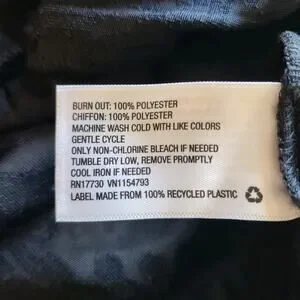 BURN OUT: 100% POLYESTER
CHIFFON: 100% POLYESTER
MACHINE WASH COLD WITH LIKE COLORS
GENTLE CYCLE
ONLY NON-CHLORINE BLEACH IF NEEDED
TUMBLE DRY LOW, REMOVE PROMPTLY
COOL IRON IF NEEDED
RN17730 VN1154793
LABEL MADE FROM 100% RECYCLED PLASTIC